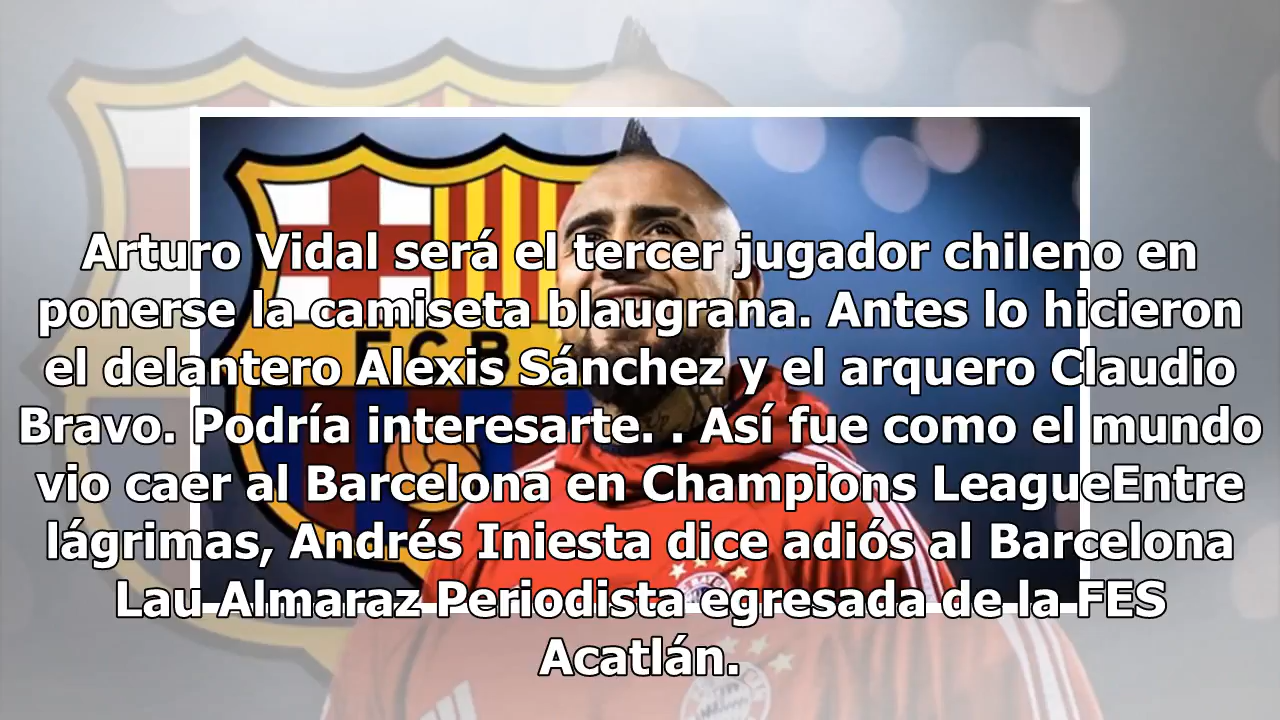 Arturo Vidal será el tercer jugador chileno en
ponerse la camiseta blaugrana. Antes lo hicieron
el delantero Alexis Sánchez y el arquero Claudio
Bravo. Podría interesarte. . Así fue como el mundo
vio caer al Barcelona en Champions LeagueEntre
lágrimas, Andrés Iniesta dice adiós al Barcelona
Lau Almaraz Periodista egresada de la FES
Acatlán.
F C B